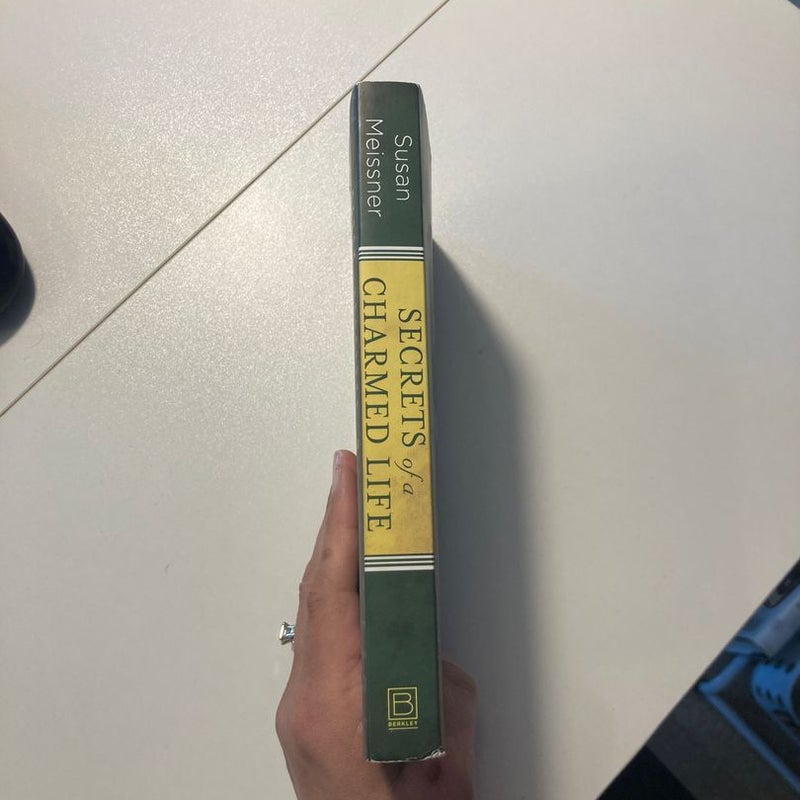 Susan
Meissner
SECRETS of a
CHARMED LIFE
B
BERKLEY